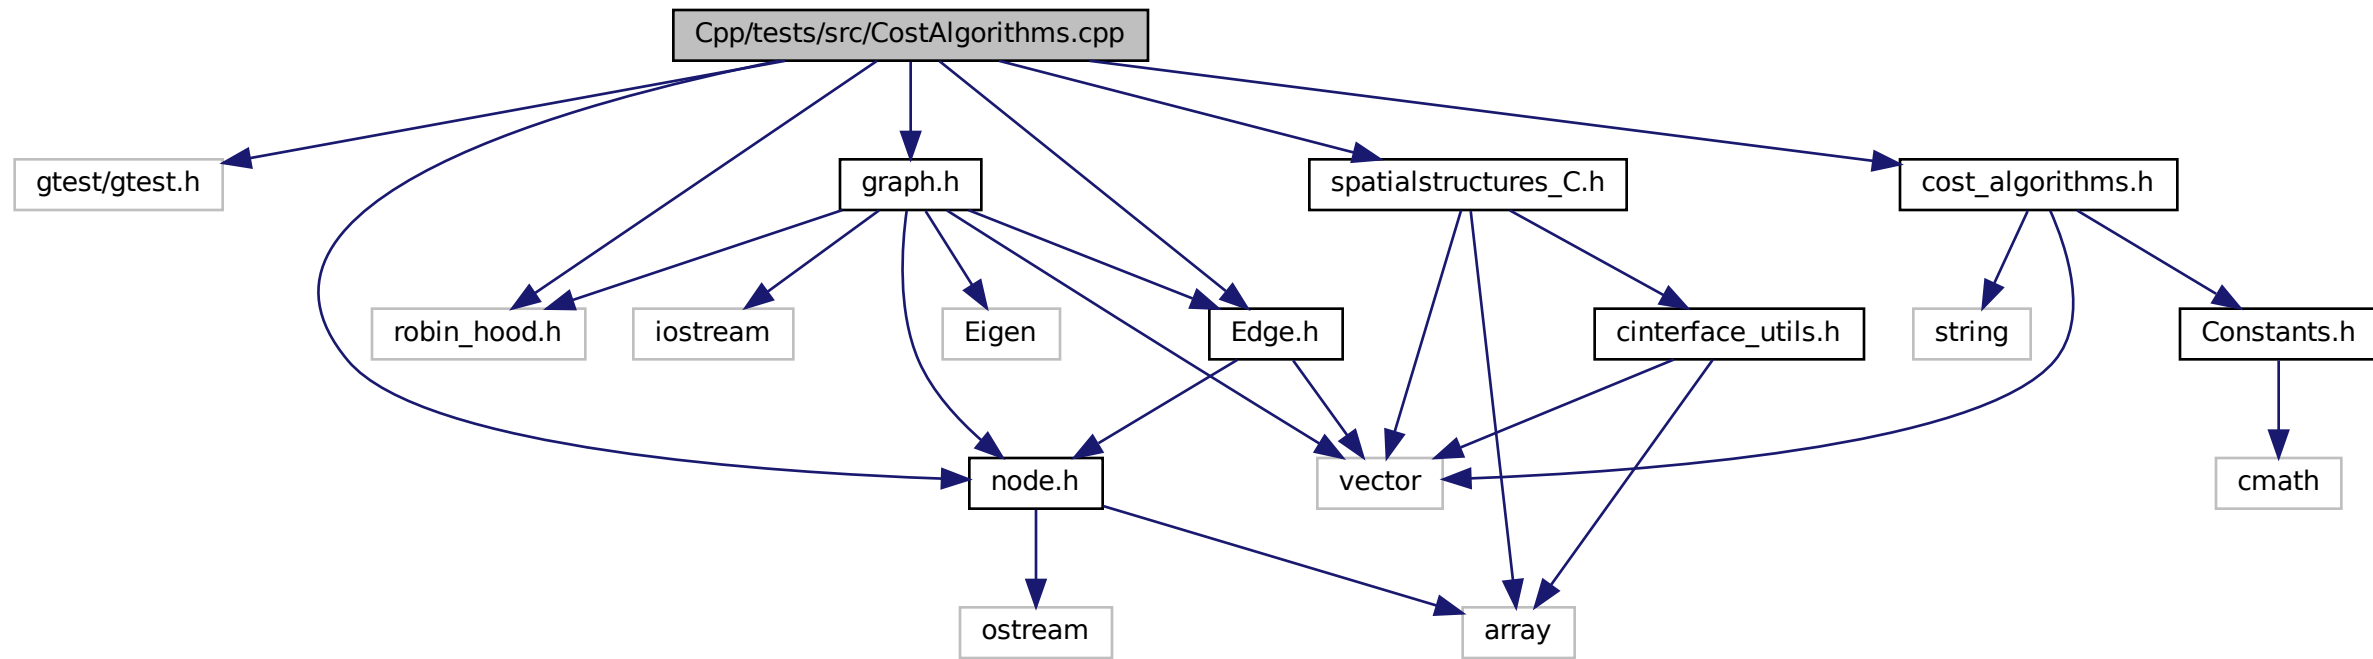 Cpp/tests/src/CostAlgorithms.cpp
gtest/gtest.h
graph.h
spatialstructures_C.h
cost_algorithms.h
robin_hood.h
iostream
Eigen
Edge.h
cinterface_utils.h
string
Constants.h
node.h
vector
cmath
ostream
array